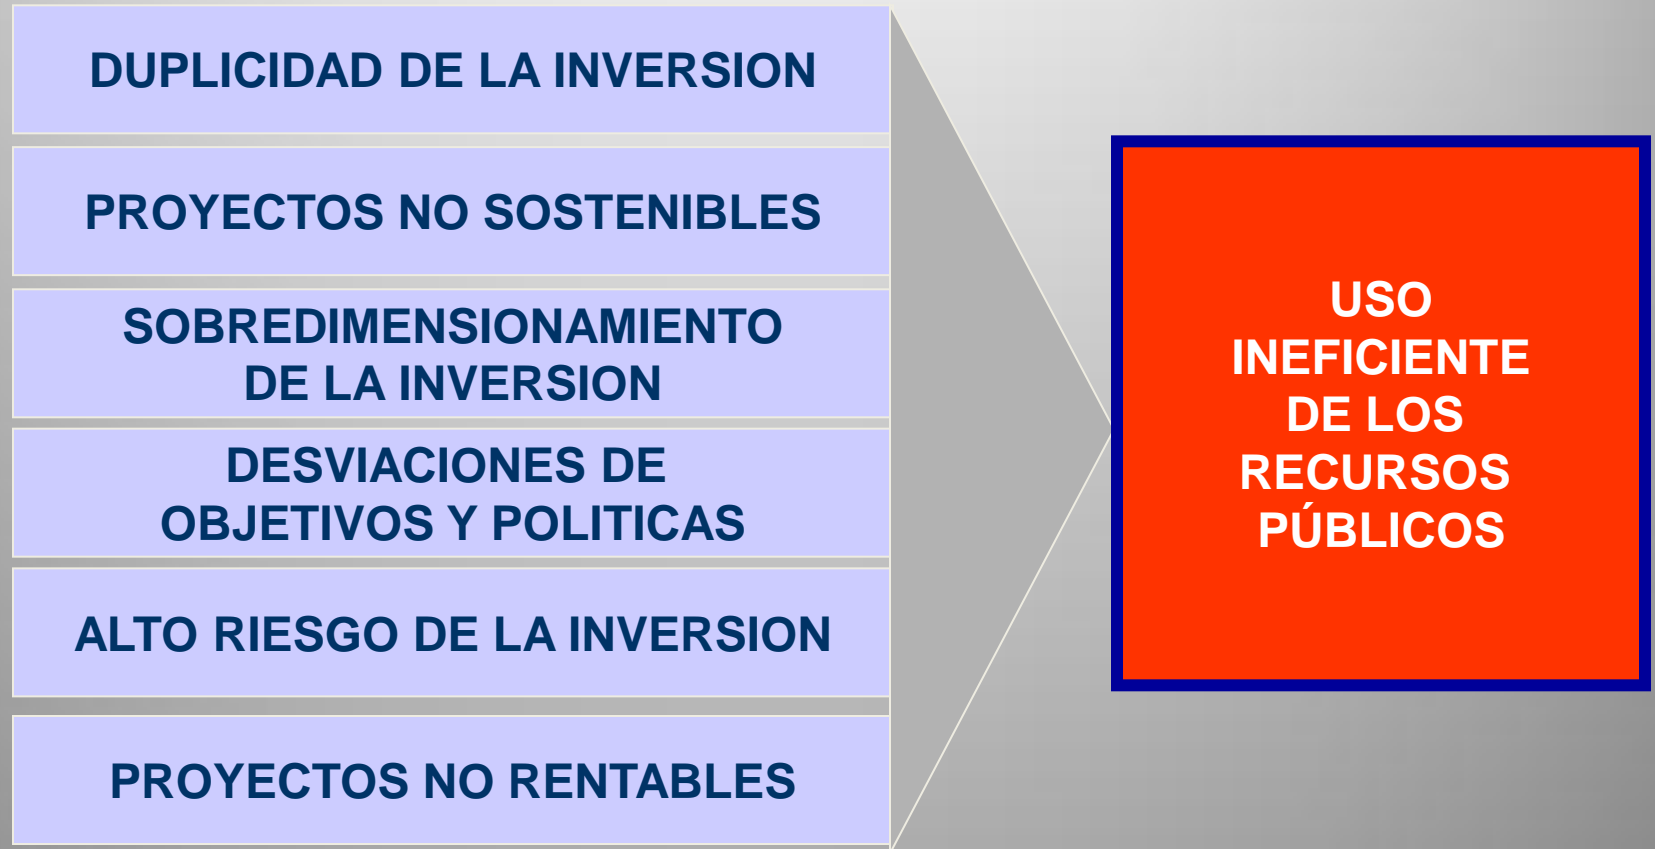 DUPLICIDAD DE LA INVERSION
PROYECTOS NO SOSTENIBLES
SOBREDIMENSIONAMIENTO
DE LA INVERSION
DESVIACIONES DE
OBJETIVOS Y POLITICAS
ALTO RIESGO DE LA INVERSION
PROYECTOS NO RENTABLES
USO
INEFICIENTE
DE LOS
RECURSOS
PÚBLICOS